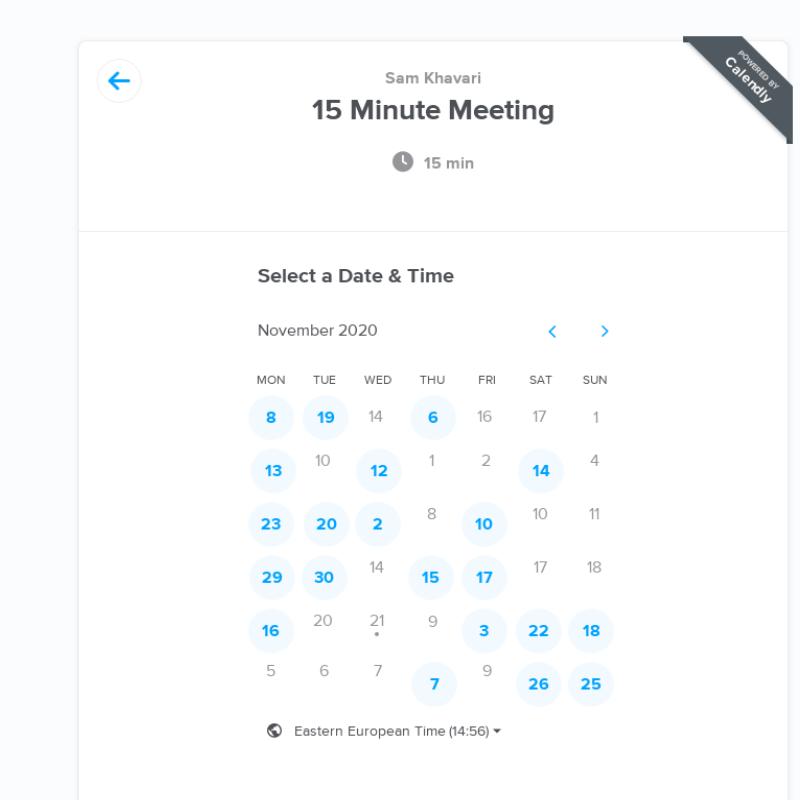 POWERED BY
Calendly
Sam Khavari
15 Minute Meeting
15 min
Select a Date & Time
November 2020
MON TUE WED THU FRI SAT SUN
8 19 14 6 16 17 1
13 10 12 1 2 14 4
23 20 2 8 10 10 11
29 30 14 15 17 17 18
16 20 21 9 3 22 18
5 6 7 7 9 26 25
Eastern European Time (14:56)